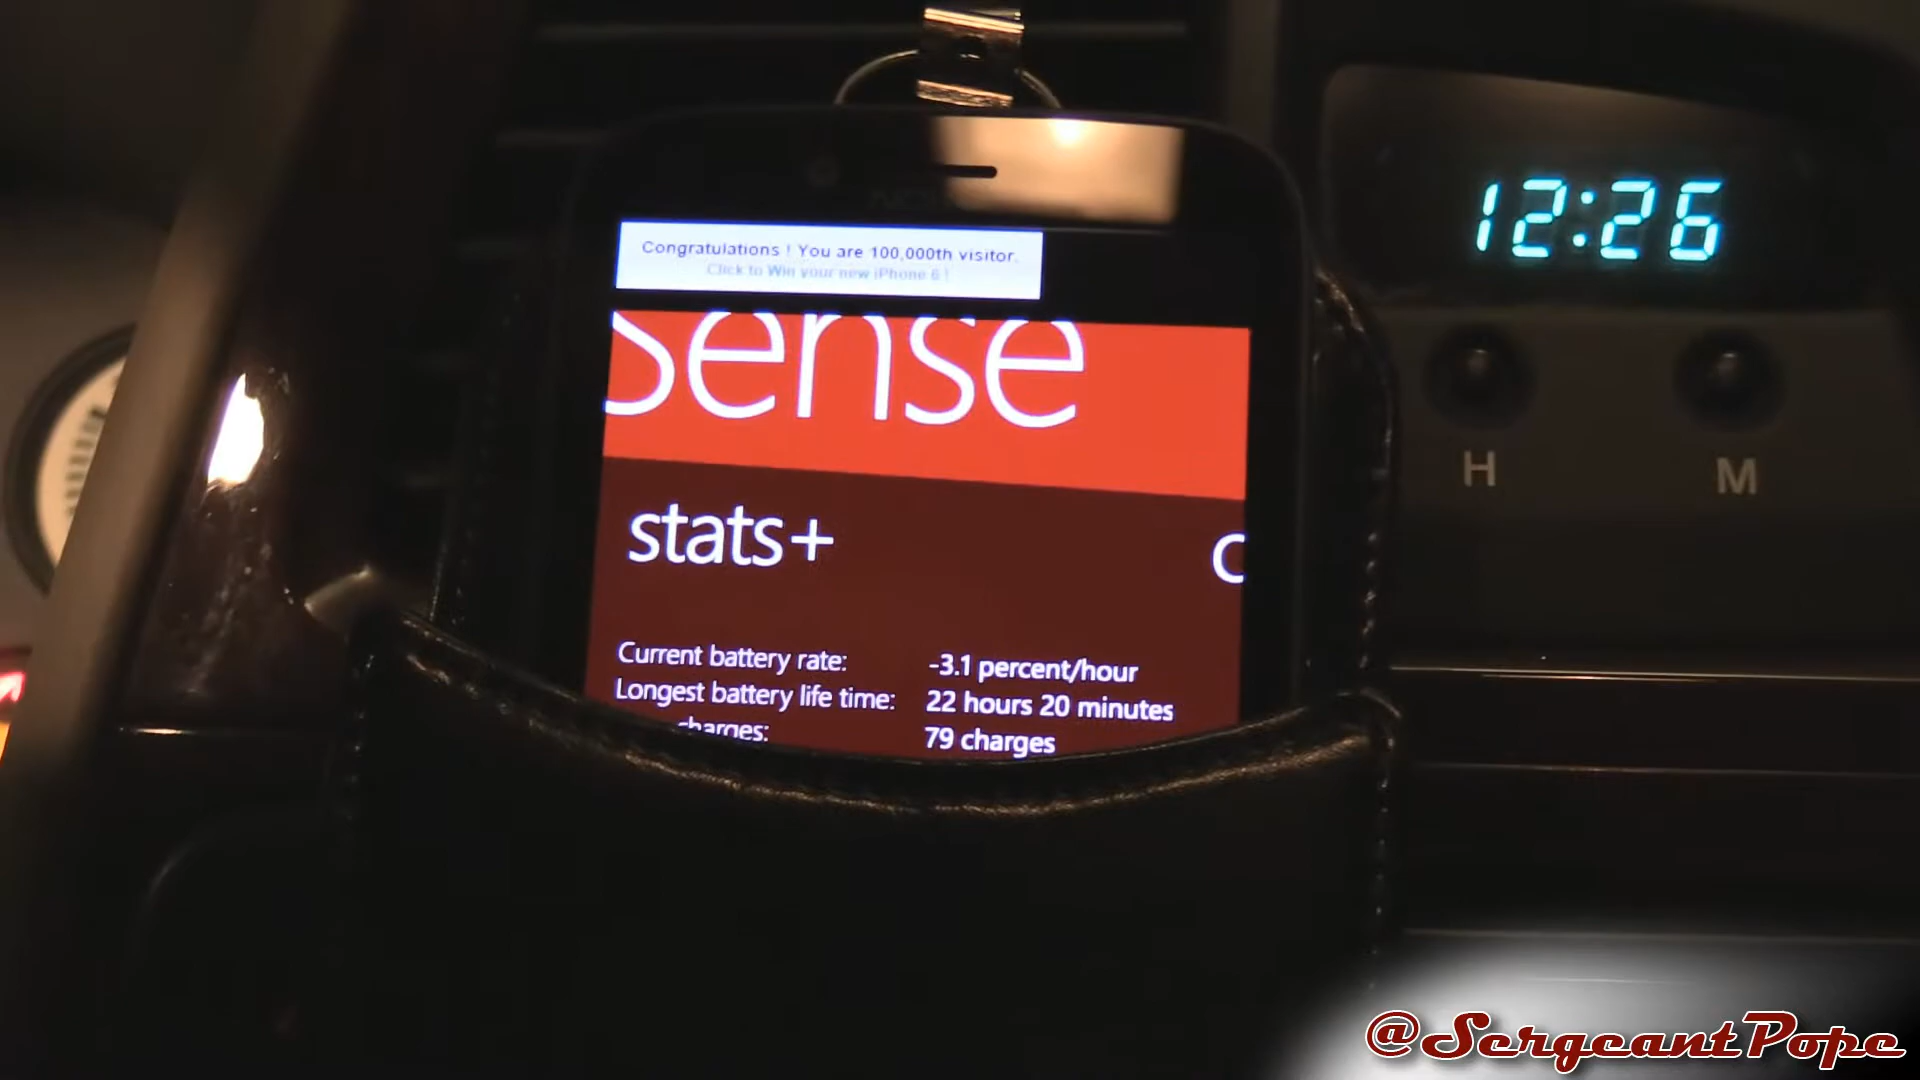 Congratulations ! You are 100,000th visitor.
Click to Win your new iPhone 6 !
Sense
stats+
Current battery rate: -3.1 percent/hour
Longest battery life time: 22 hours 20 minutes
charges: 79 charges
12:26
H M
@SergeantPope